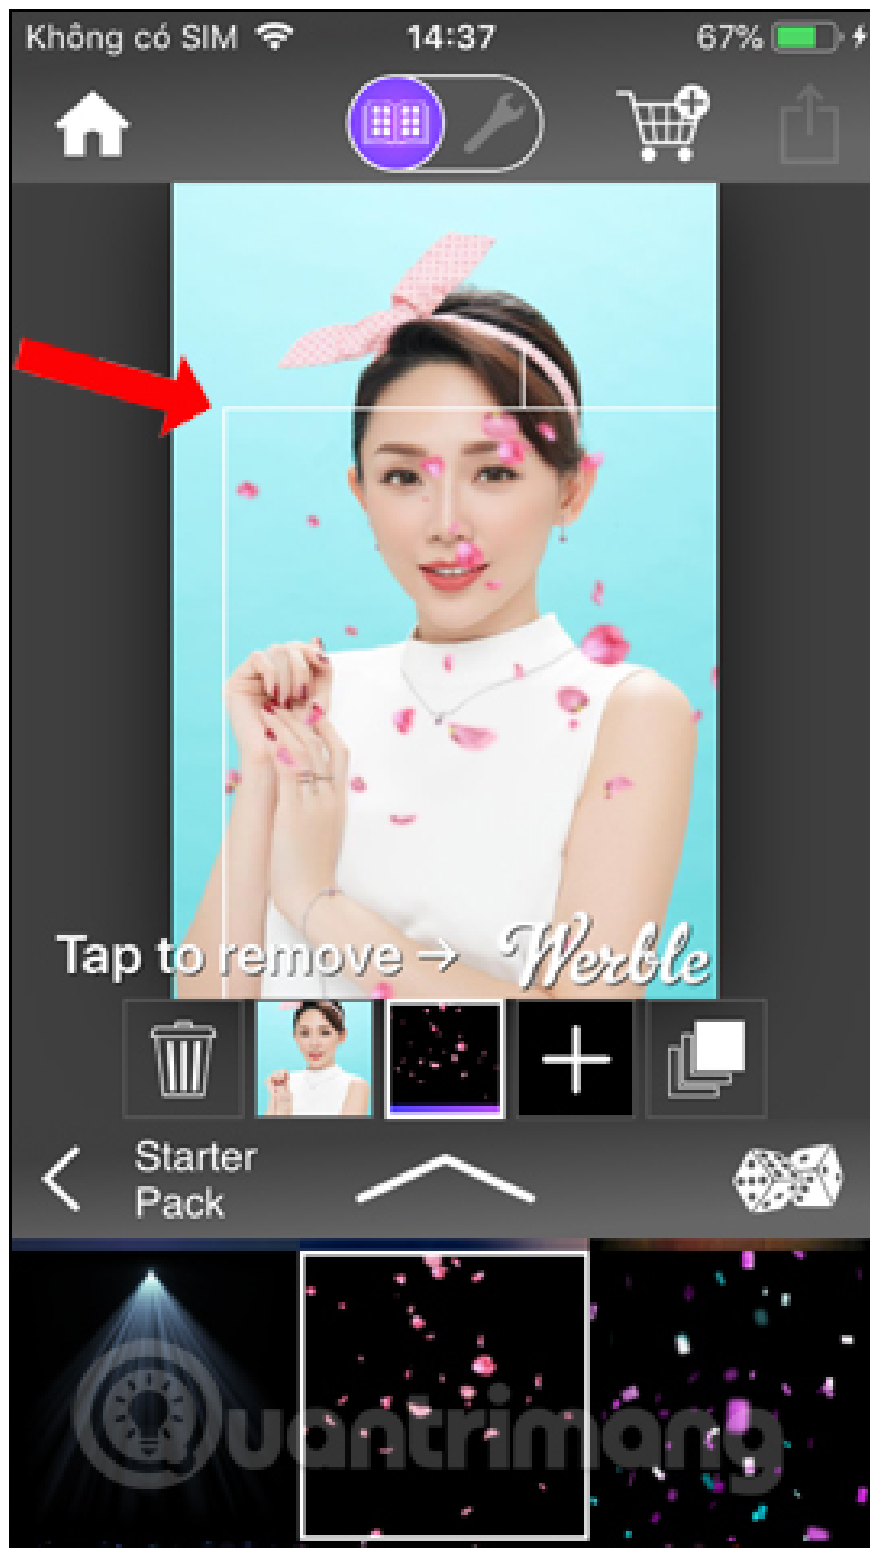 Không có SIM
14:37
67%
Tap to remove → Werble
Starter
Pack
Quantrimang